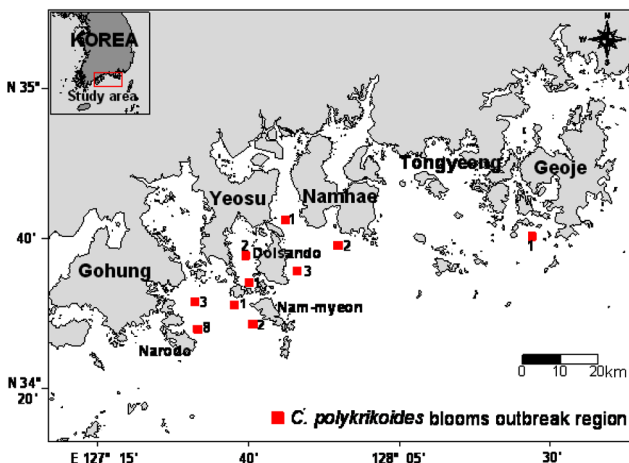 KOREA
Study area
N
W
E
S
N 35°
Tongyeong
Geoje
Yeosu
Namhae
1
40
2
2
Dolsando
1
Gohung
3
1
Nam-myeon
3
1
8
2
Narodo
0
10
20km
N 34°
20'
C. polykrikoides blooms outbreak region
E 127° 15'
40'
128° 05'
30'